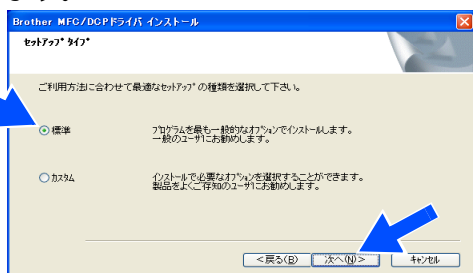 Brother MFC/DCPドライバ インストール
セットアップ タイプ
ご利用方法に合わせて最適なセットアップの種類を選択して下さい。
標準
プログラムを最も一般的なオプションでインストールします。
一般のユーザにお勧めします。
カスタム
インストールで必要なオプションを選択することができます。
製品をよくご存知のユーザにお勧めします。
<戻る(B)
次へ(N)>
キャンセル